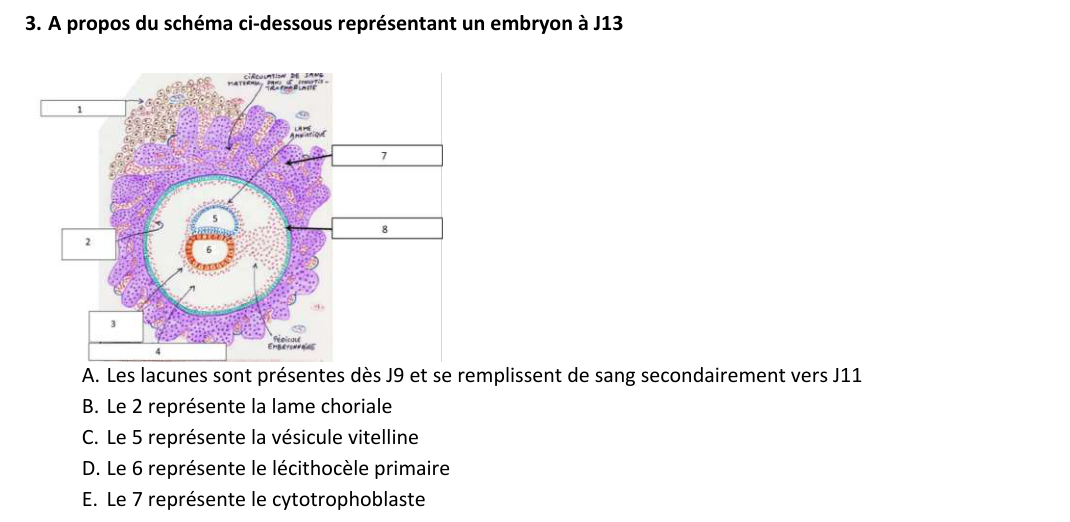 3. A propos du schéma ci-dessous représentant un embryon à J13
CIRCULATION DE SANG
MATERNEL DANS LE SYNCITIO-
TROPHOBLASTE
1
LAME
AMNIOTIQUE
7
5
2
8
6
3
4
PÉDICULE
EMBRYONNAIRE
A. Les lacunes sont présentes dès J9 et se remplissent de sang secondairement vers J11
B. Le 2 représente la lame choriale
C. Le 5 représente la vésicule vitelline
D. Le 6 représente le lécithocèle primaire
E. Le 7 représente le cytotrophoblaste